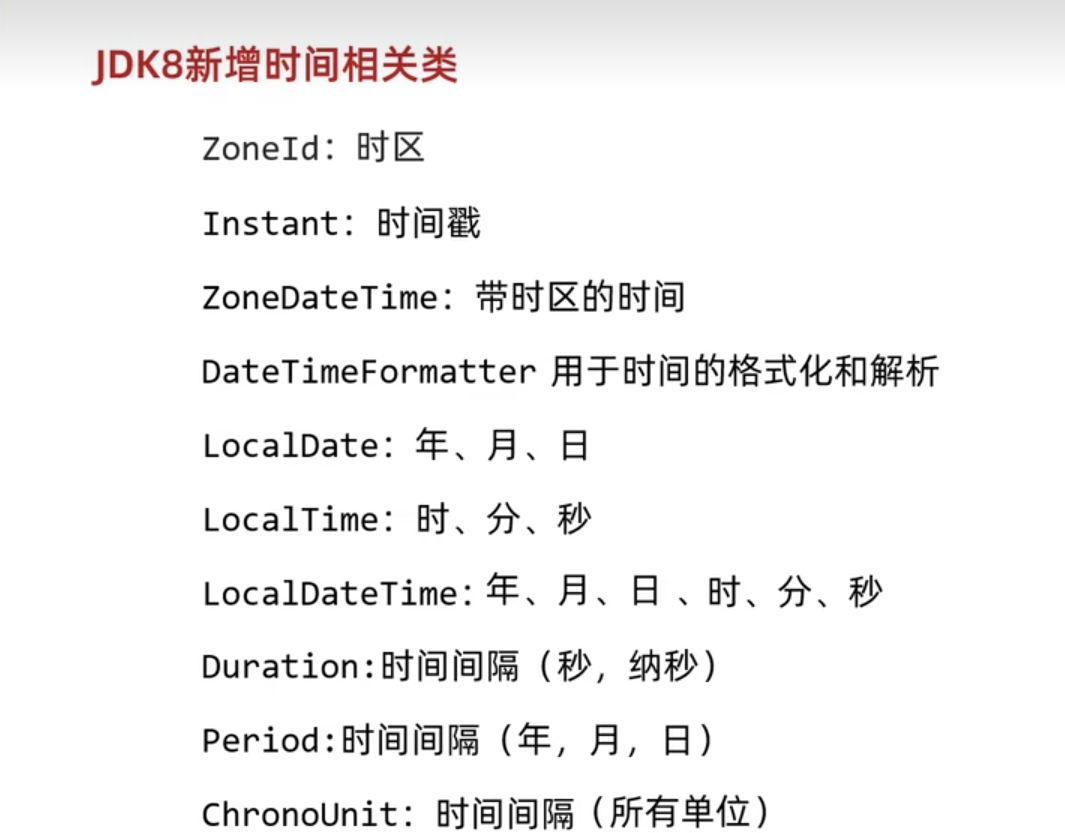 JDK8新增时间相关类
ZoneId：时区
Instant：时间戳
ZoneDateTime：带时区的时间
DateTimeFormatter 用于时间的格式化和解析
LocalDate：年、月、日
LocalTime：时、分、秒
LocalDateTime：年、月、日 、时、分、秒
Duration:时间间隔（秒，纳秒）
Period:时间间隔（年，月，日）
ChronoUnit：时间间隔（所有单位）